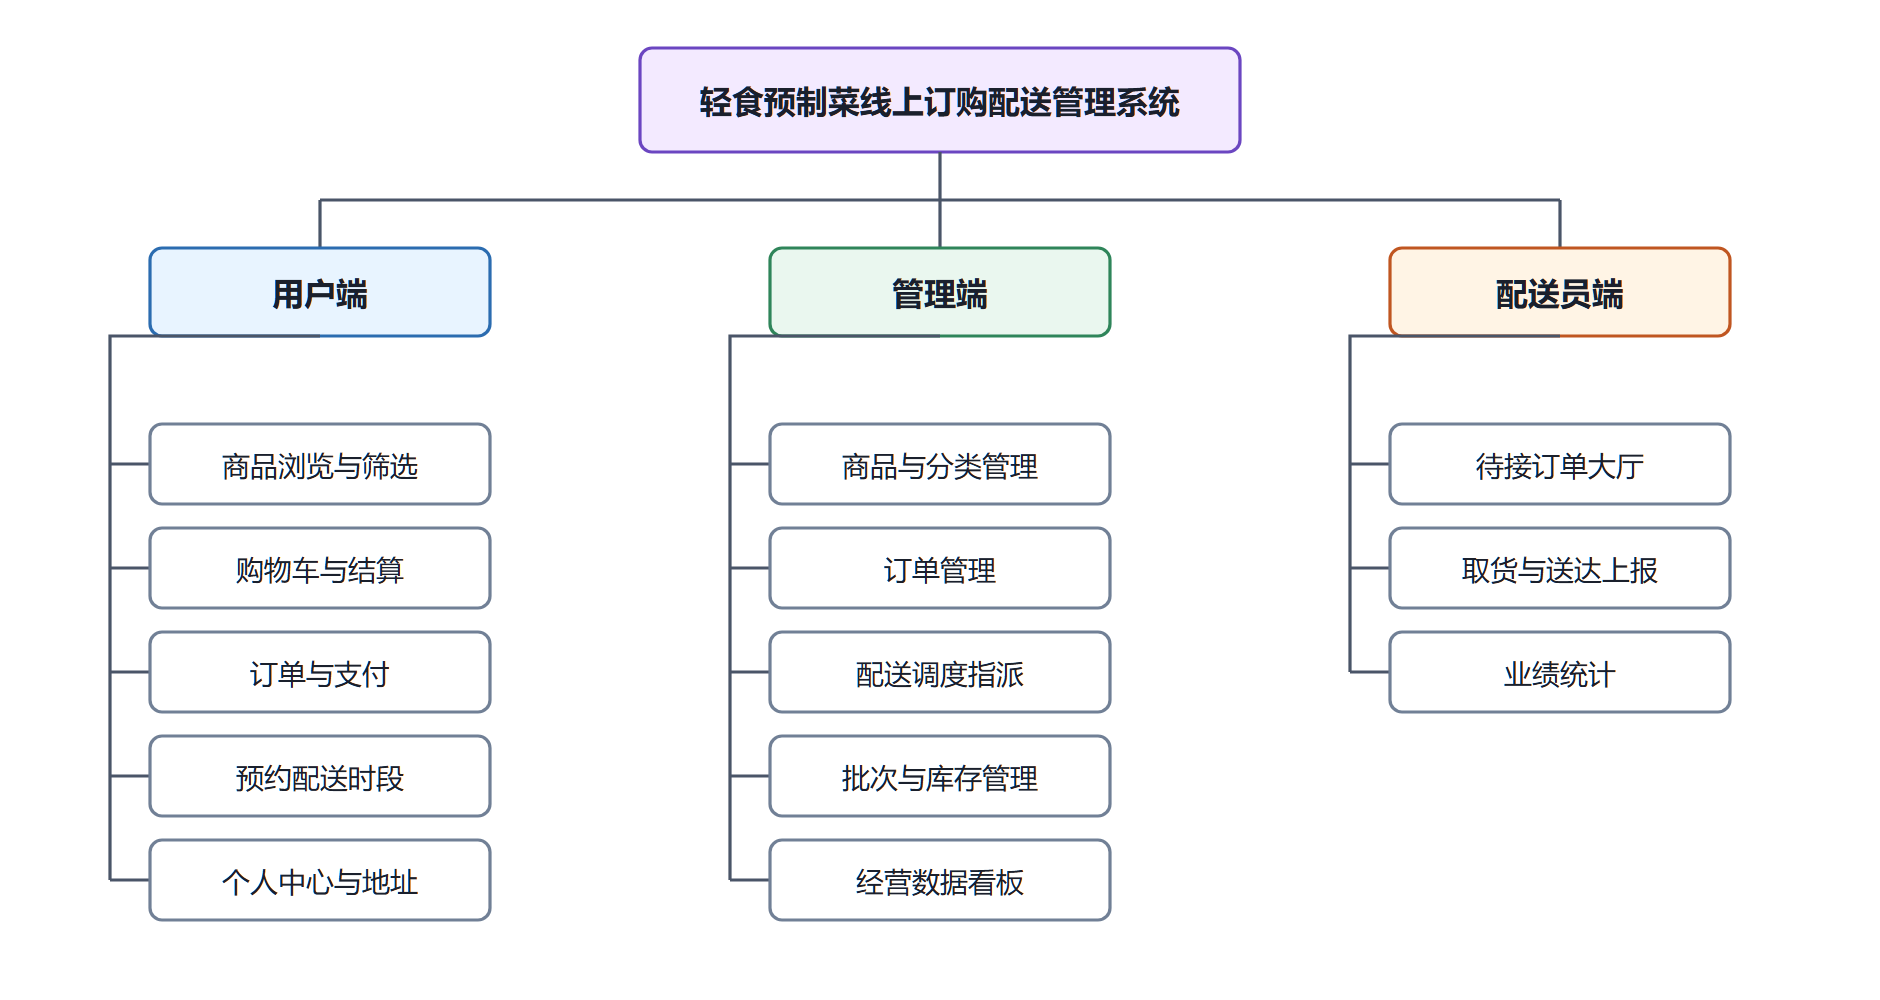 轻食预制菜线上订购配送管理系统
用户端
管理端
配送员端
商品浏览与筛选
商品与分类管理
待接订单大厅
购物车与结算
订单管理
取货与送达上报
订单与支付
配送调度指派
业绩统计
预约配送时段
批次与库存管理
个人中心与地址
经营数据看板